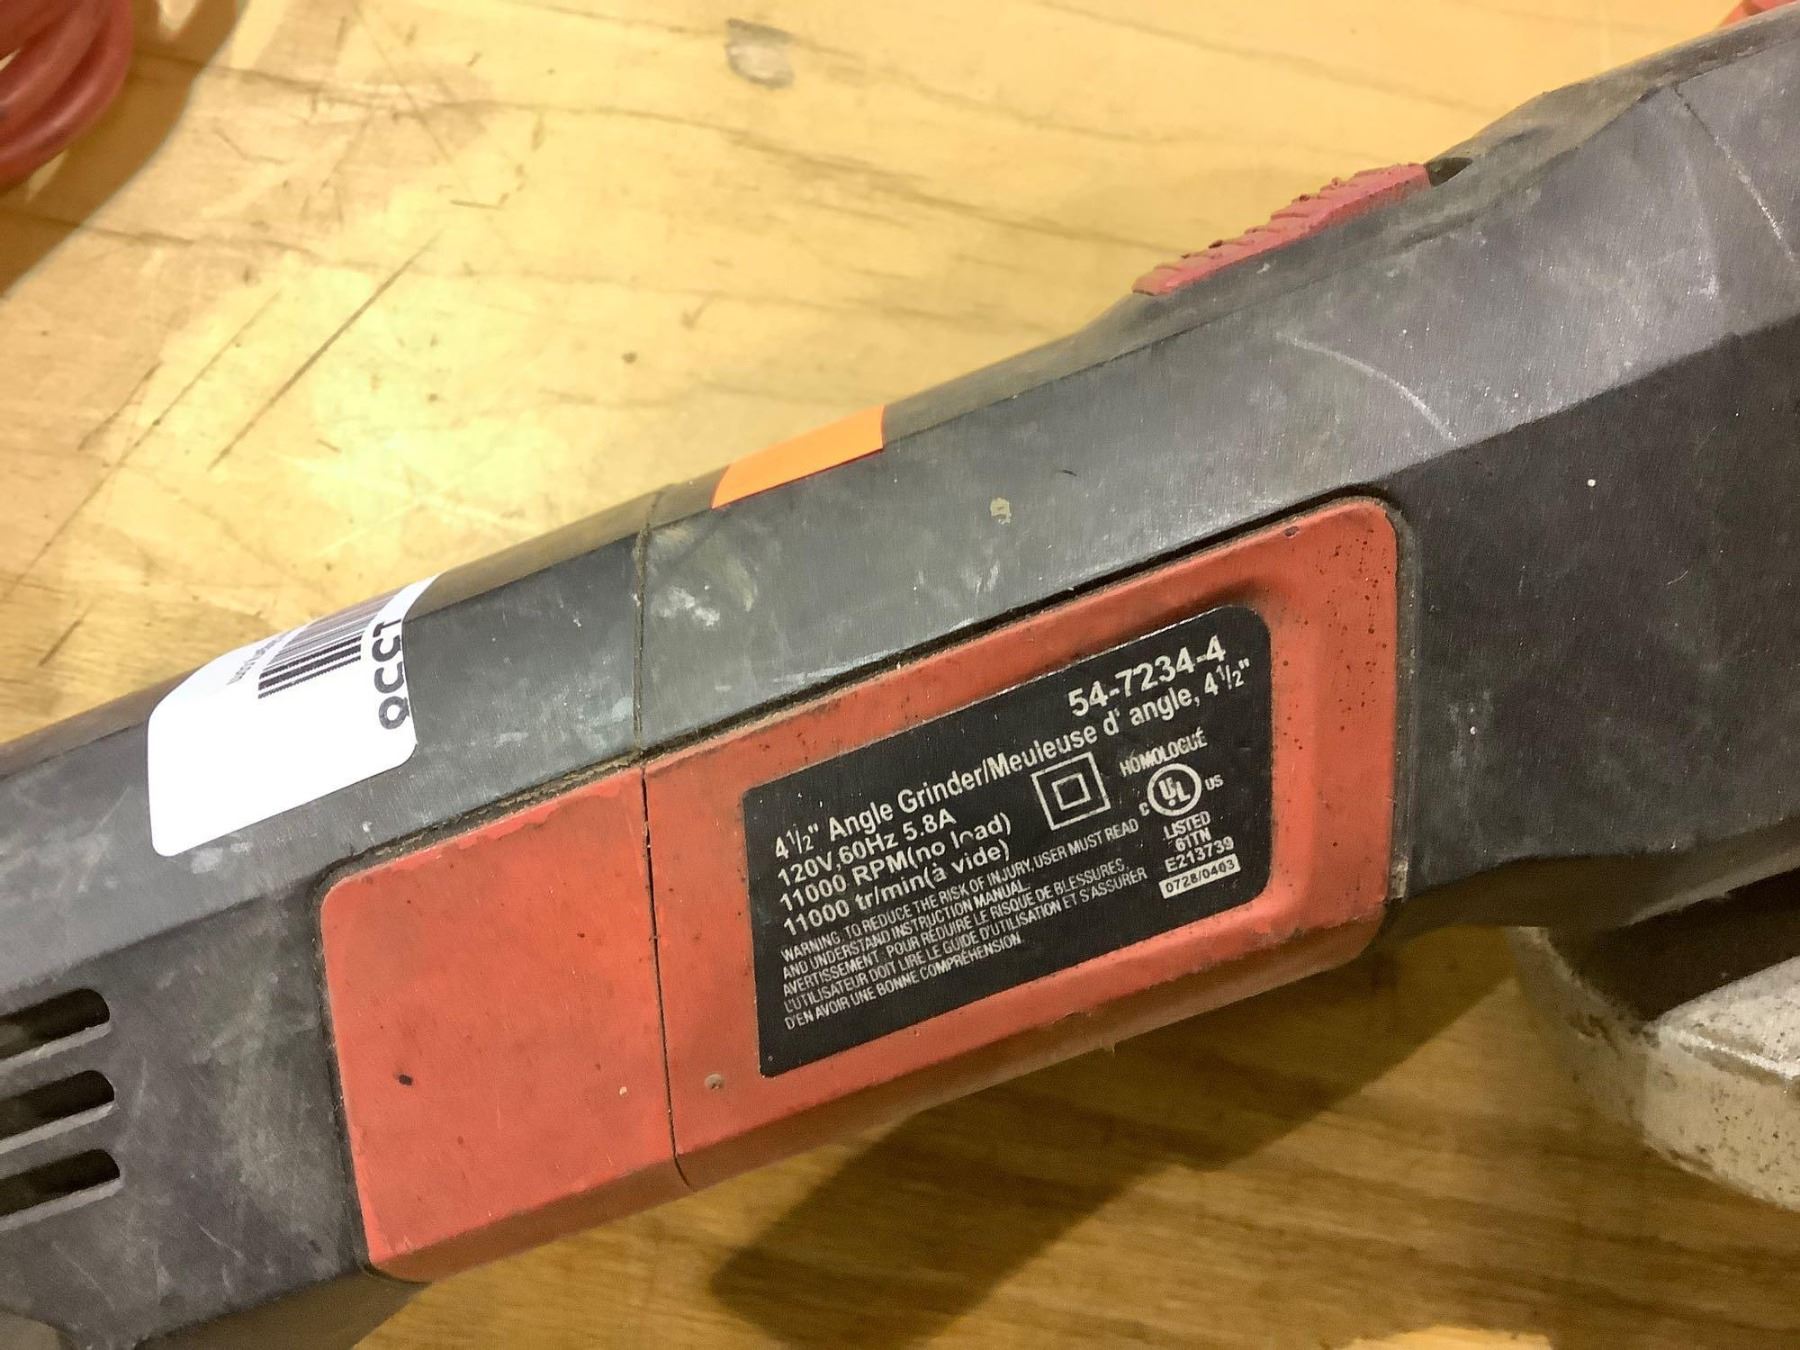 QCCT
54-7234-4
4½" Angle Grinder/Meuleuse d' angle, 4½"
120V,60Hz 5.8A
11000 RPM(no load)
11000 tr/min(à vide)
HOMOLOGUÉ
C UL US
LISTED
61TN
E213739
0728/0403
WARNING: TO REDUCE THE RISK OF INJURY, USER MUST READ
AND UNDERSTAND INSTRUCTION MANUAL.
AVERTISSEMENT : POUR RÉDUIRE LE RISQUE DE BLESSURES,
L'UTILISATEUR DOIT LIRE LE GUIDE D'UTILISATION ET S'ASSURER
D'EN AVOIR UNE BONNE COMPRÉHENSION.